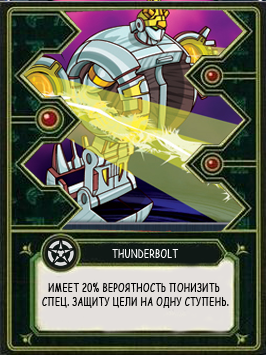 THUNDERBOLT
ИМЕЕТ 20% ВЕРОЯТНОСТЬ ПОНИЗИТЬ
СПЕЦ. ЗАЩИТУ ЦЕЛИ НА ОДНУ СТУПЕНЬ.